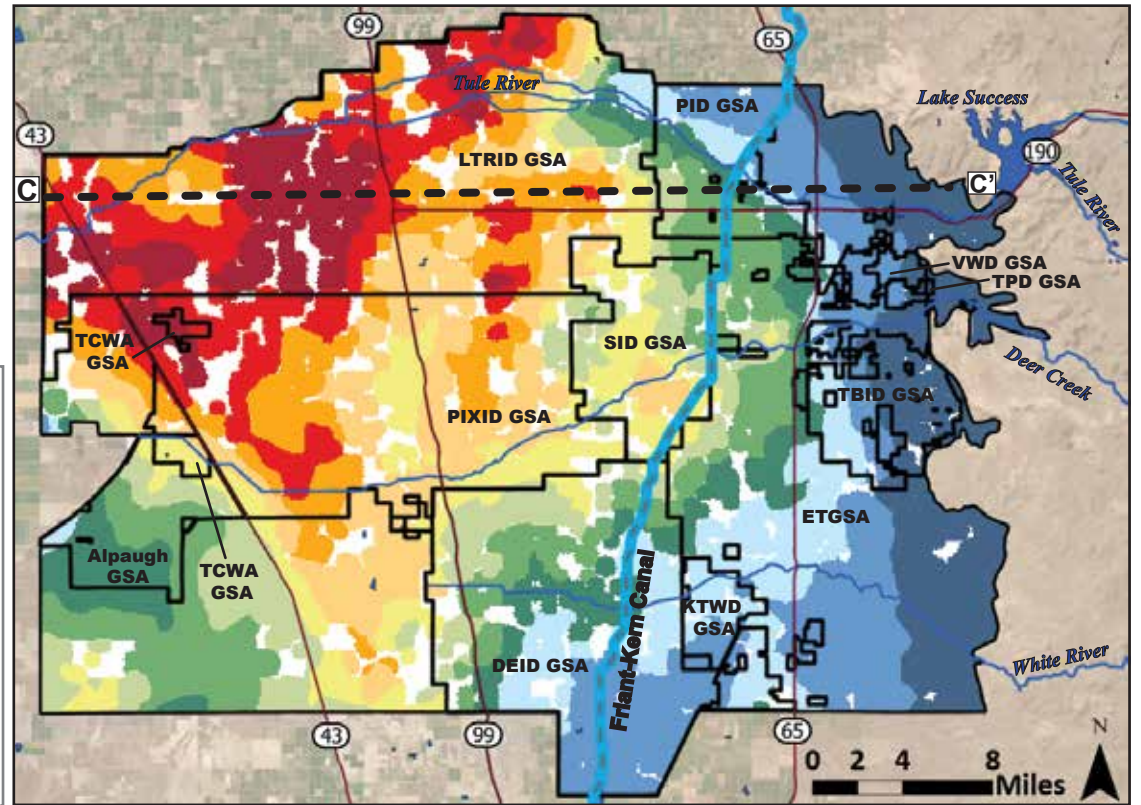 99
65
Tule River
PID GSA
Lake Success
43
190
LTRID GSA
C
C'
Tule River
VWD GSA
TPD GSA
TCWA
GSA
SID GSA
Deer Creek
TBID GSA
PIXID GSA
ETGSA
Alpaugh
GSA
TCWA
GSA
Friant-Kern Canal
KTWD
GSA
DEID GSA
White River
43
99
65
N
0 2 4 8
Miles